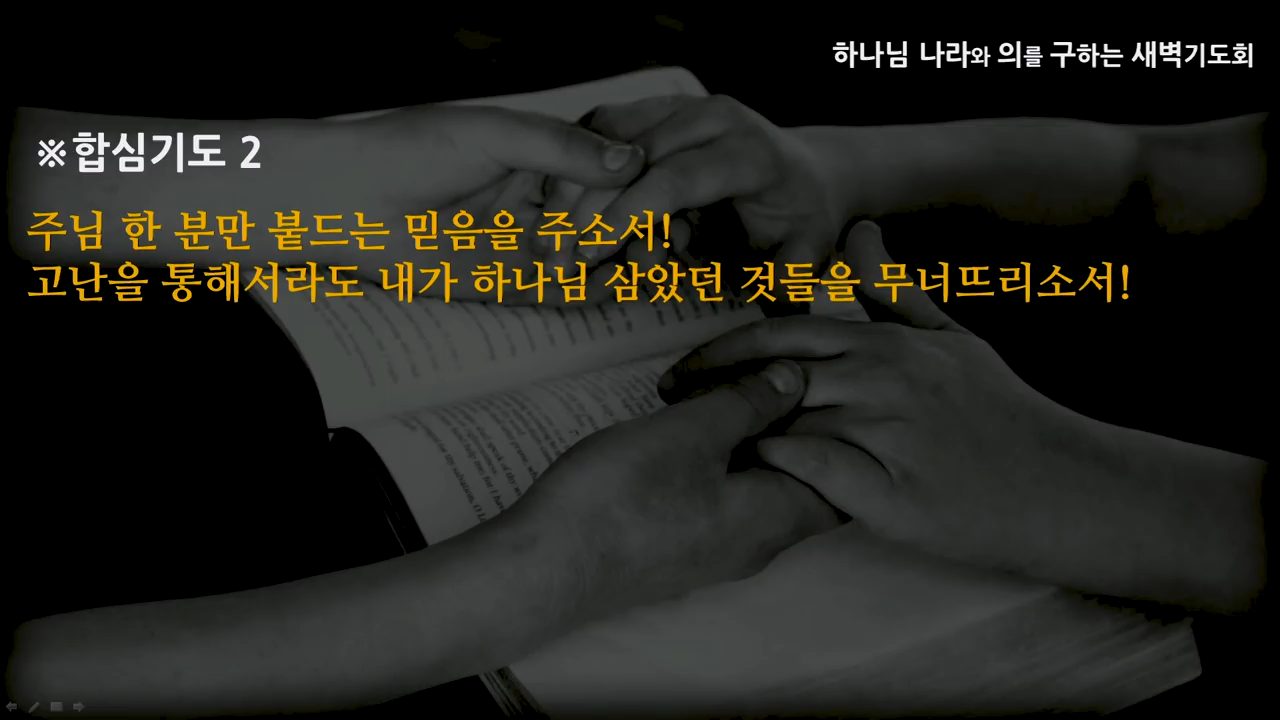 하나님 나라와 의를 구하는 새벽기도회
※합심기도 2
주님 한 분만 붙드는 믿음을 주소서!
고난을 통해서라도 내가 하나님 삼았던 것들을 무너뜨리소서!